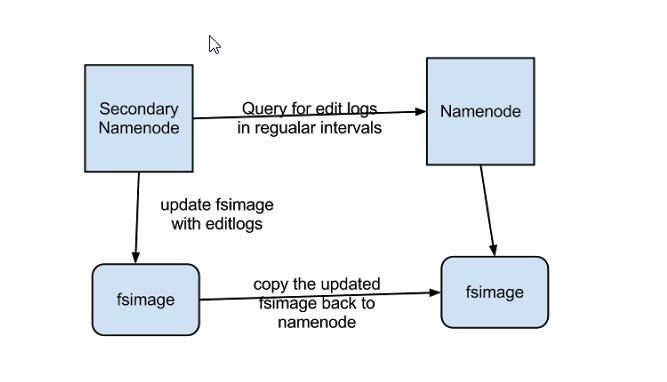 Secondary
Namenode
Query for edit logs
in regualar intervals
Namenode
update fsimage
with editlogs
fsimage
copy the updated
fsimage back to
namenode
fsimage